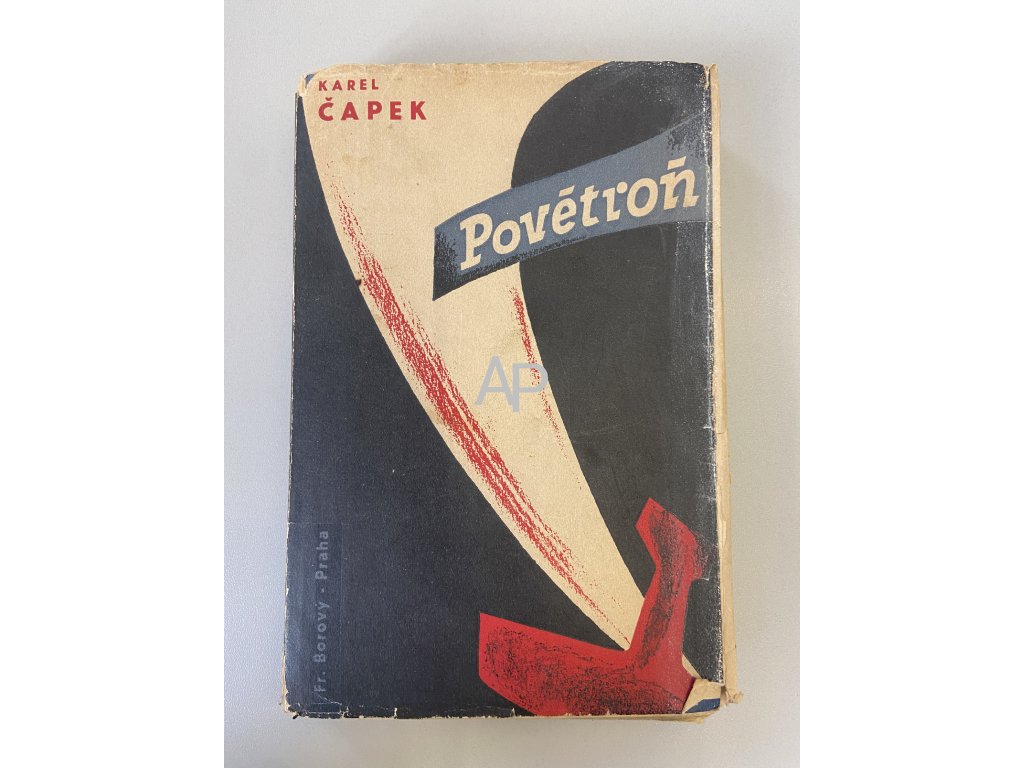 KAREL
ČAPEK
Povětroň
AP
Fr. Borový - Praha